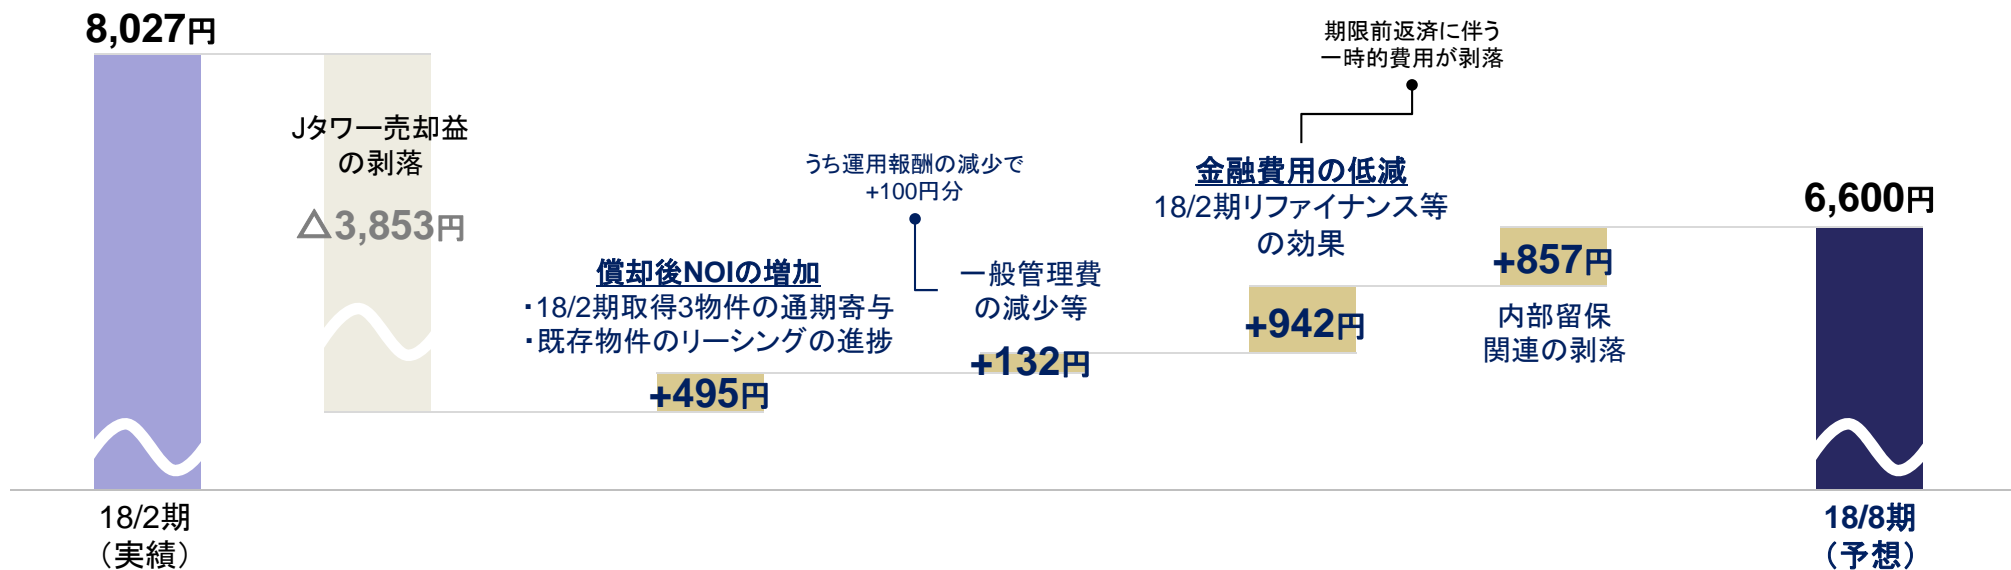 8,027円
Jタワー売却益
の剥落
△3,853円
償却後NOIの増加
・18/2期取得3物件の通期寄与
・既存物件のリーシングの進捗
+495円
うち運用報酬の減少で
+100円分
一般管理費
の減少等
+132円
期限前返済に伴う
一時的費用が剥落
金融費用の低減
18/2期リファイナンス等
の効果
+942円
+857円
内部留保
関連の剥落
6,600円
18/2期
（実績）
18/8期
（予想）